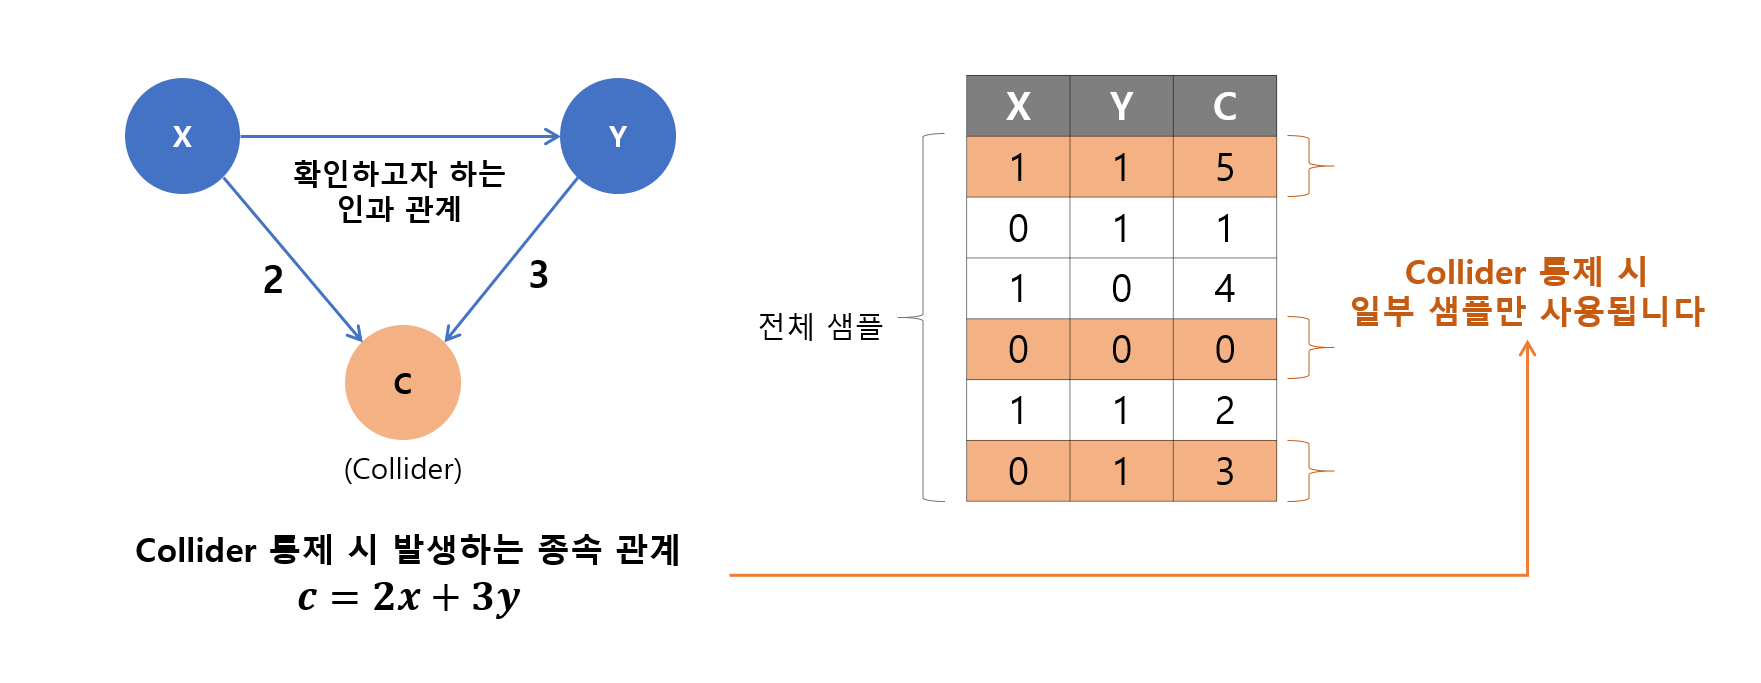 X
Y
확인하고자 하는
인과 관계
2
3
C
(Collider)
Collider 통제 시 발생하는 종속 관계
c = 2x + 3y
전체 샘플
X Y C
1 1 5
0 1 1
1 0 4
0 0 0
1 1 2
0 1 3
Collider 통제 시
일부 샘플만 사용됩니다